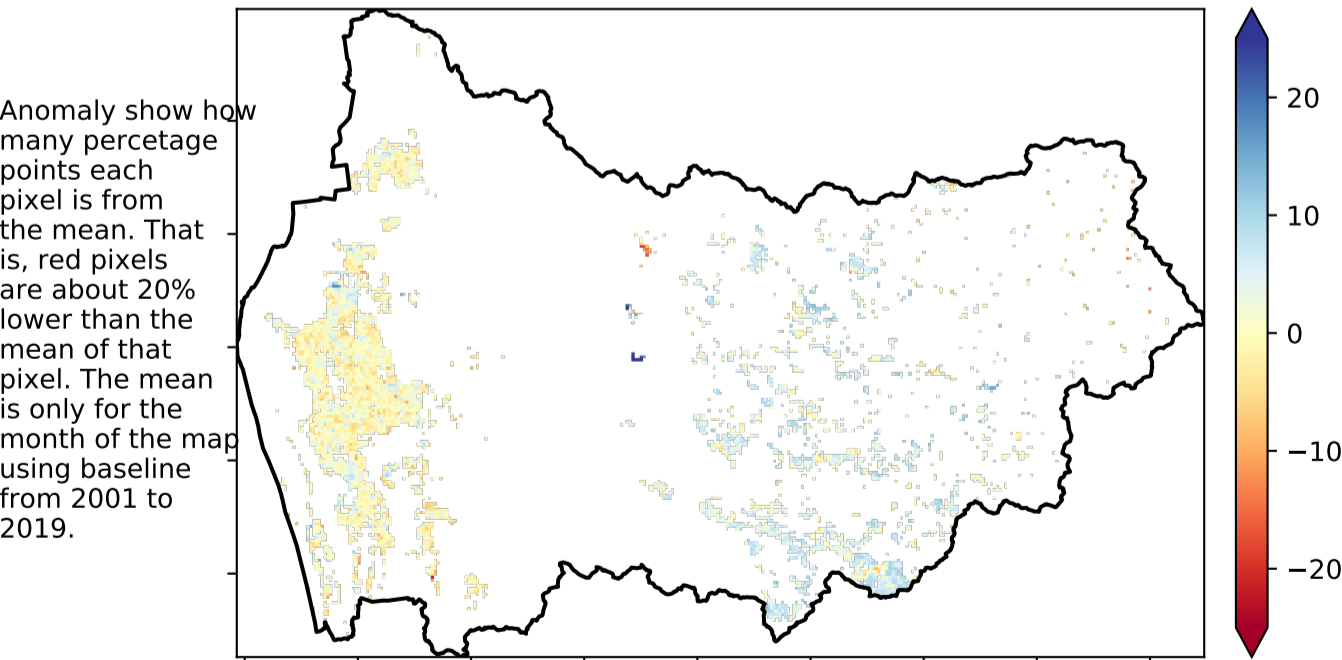 Anomaly show how
many percetage
points each
pixel is from
the mean. That
is, red pixels
are about 20%
lower than the
mean of that
pixel. The mean
is only for the
month of the map
using baseline
from 2001 to
2019.
20
10
0
−10
−20